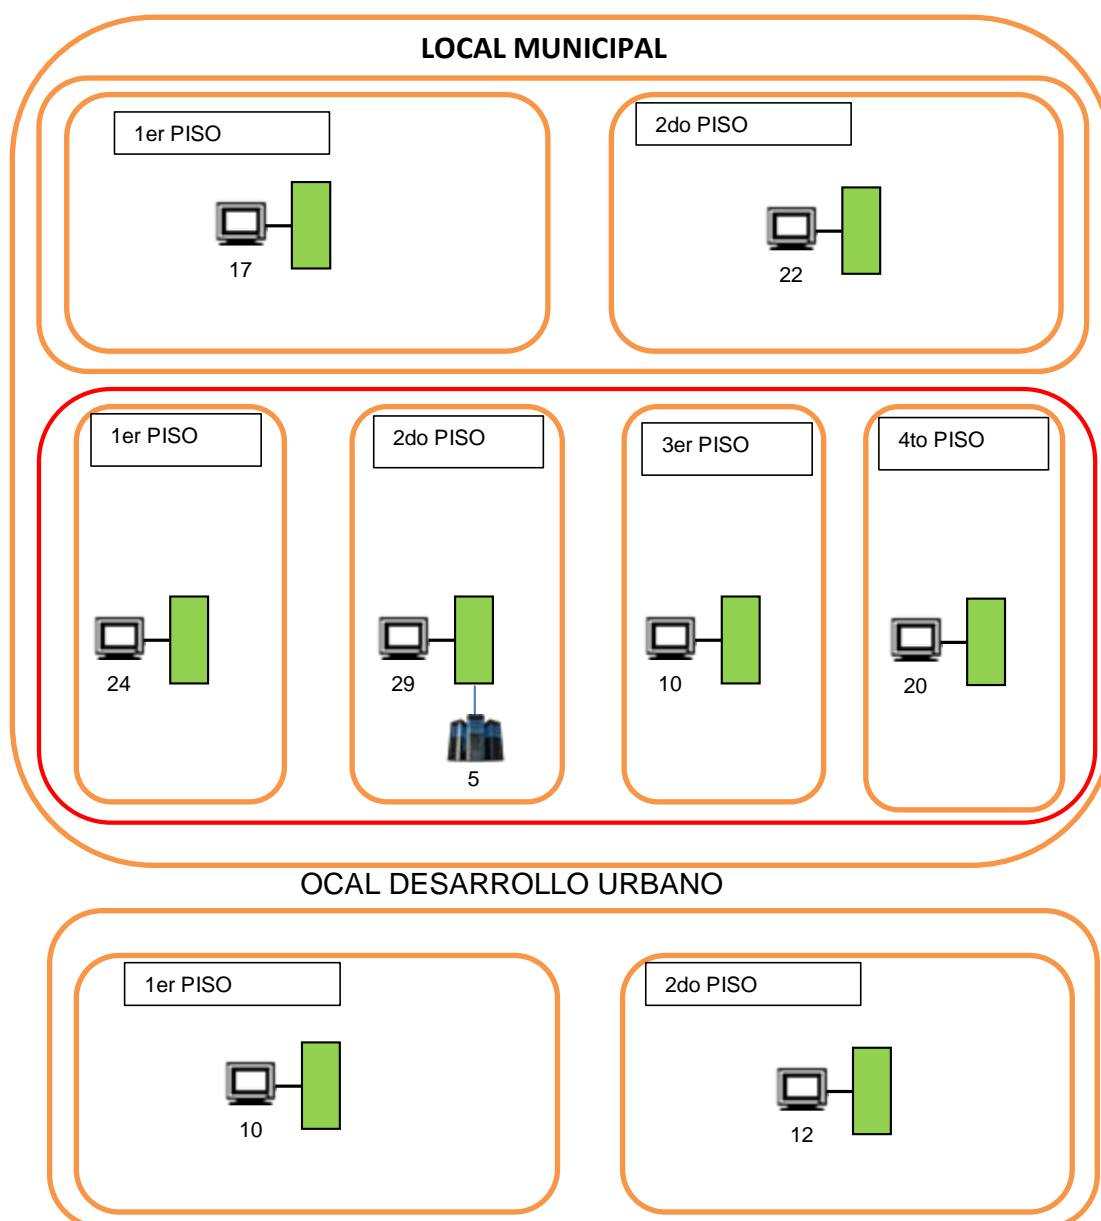 LOCAL MUNICIPAL
1er PISO
2do PISO
17
22
1er PISO
2do PISO
3er PISO
4to PISO
24
29
10
20
5
OCAL DESARROLLO URBANO
1er PISO
2do PISO
10
12